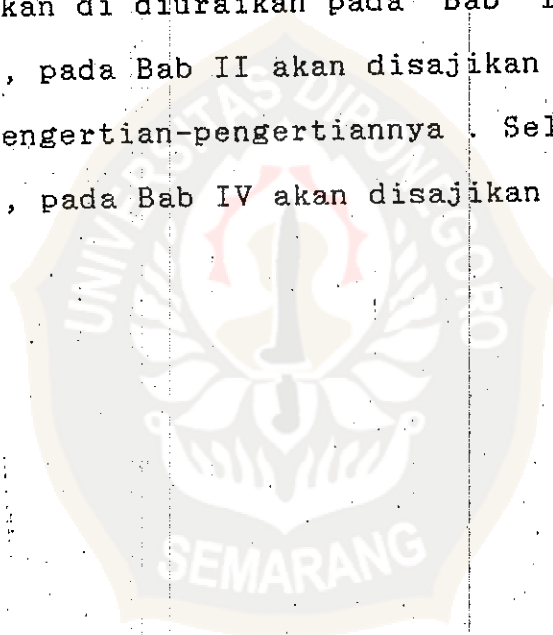 kan di diuraikan pada Bab
, pada Bab II akan disajikan
engertian-pengertiannya . Sel
, pada Bab IV akan disajikan
UNIVERSITAS DIPONEGORO
SEMARANG